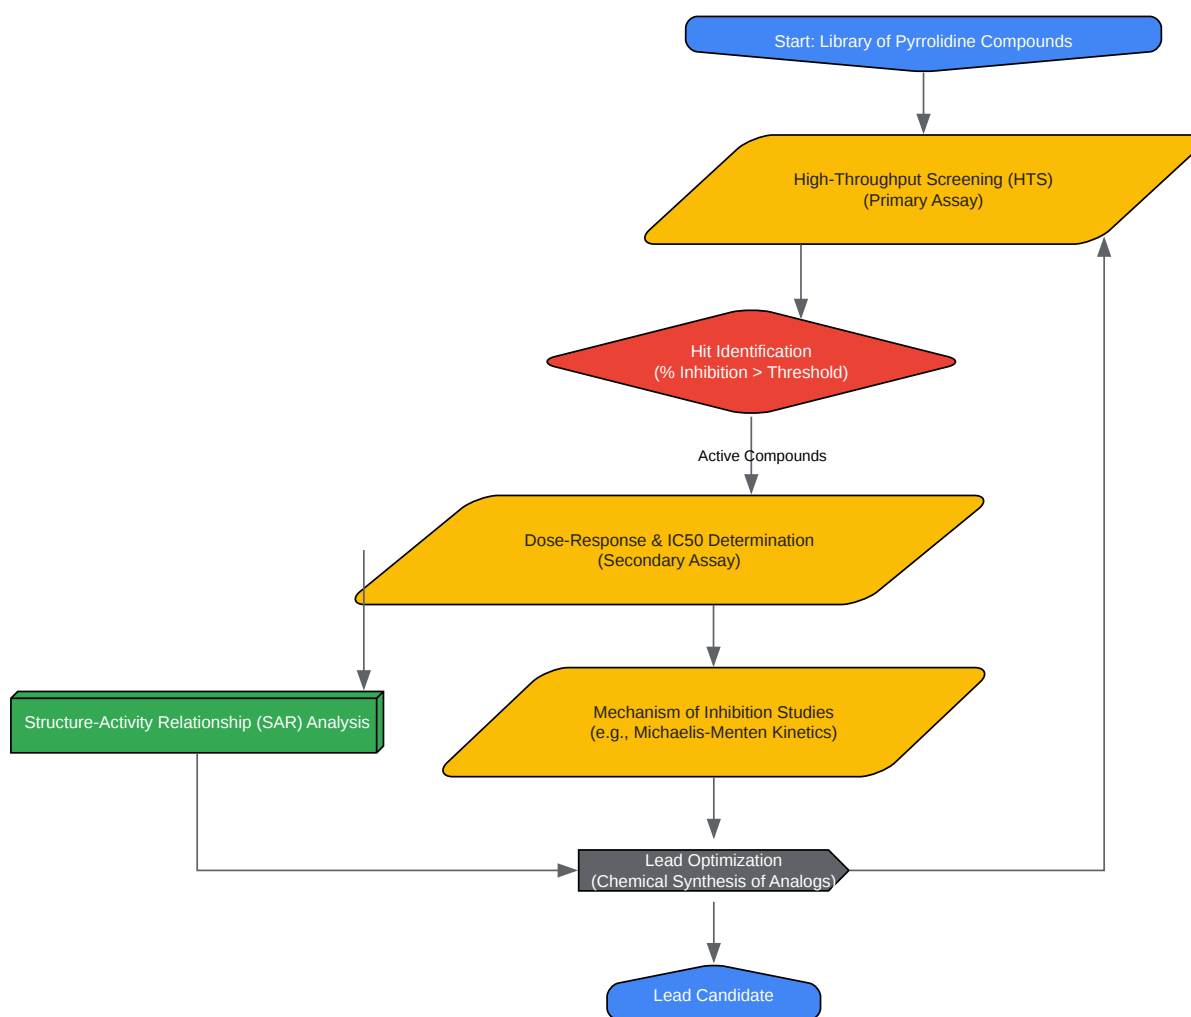 Start: Library of Pyrrolidine Compounds
High-Throughput Screening (HTS)
(Primary Assay)
Hit Identification
(% Inhibition > Threshold)
Active Compounds
Dose-Response & IC50 Determination
(Secondary Assay)
Structure-Activity Relationship (SAR) Analysis
Mechanism of Inhibition Studies
(e.g., Michaelis-Menten Kinetics)
Lead Optimization
(Chemical Synthesis of Analogs)
Lead Candidate